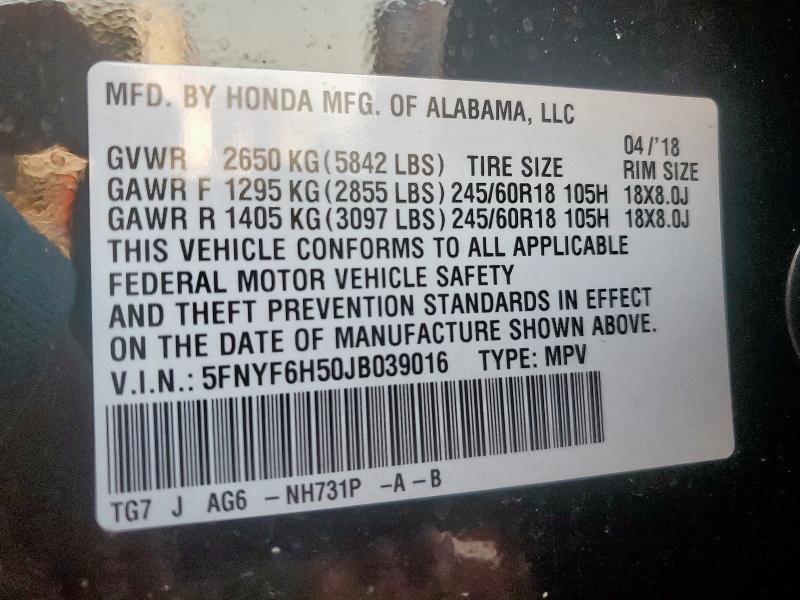 MFD. BY HONDA MFG. OF ALABAMA, LLC
04/'18
GVWR 2650 KG (5842 LBS) TIRE SIZE RIM SIZE
GAWR F 1295 KG (2855 LBS) 245/60R18 105H 18X8.0J
GAWR R 1405 KG (3097 LBS) 245/60R18 105H 18X8.0J
THIS VEHICLE CONFORMS TO ALL APPLICABLE
FEDERAL MOTOR VEHICLE SAFETY
AND THEFT PREVENTION STANDARDS IN EFFECT
ON THE DATE OF MANUFACTURE SHOWN ABOVE.
V.I.N.: 5FNYF6H50JB039016 TYPE: MPV
TG7 J AG6 - NH731P - A - B